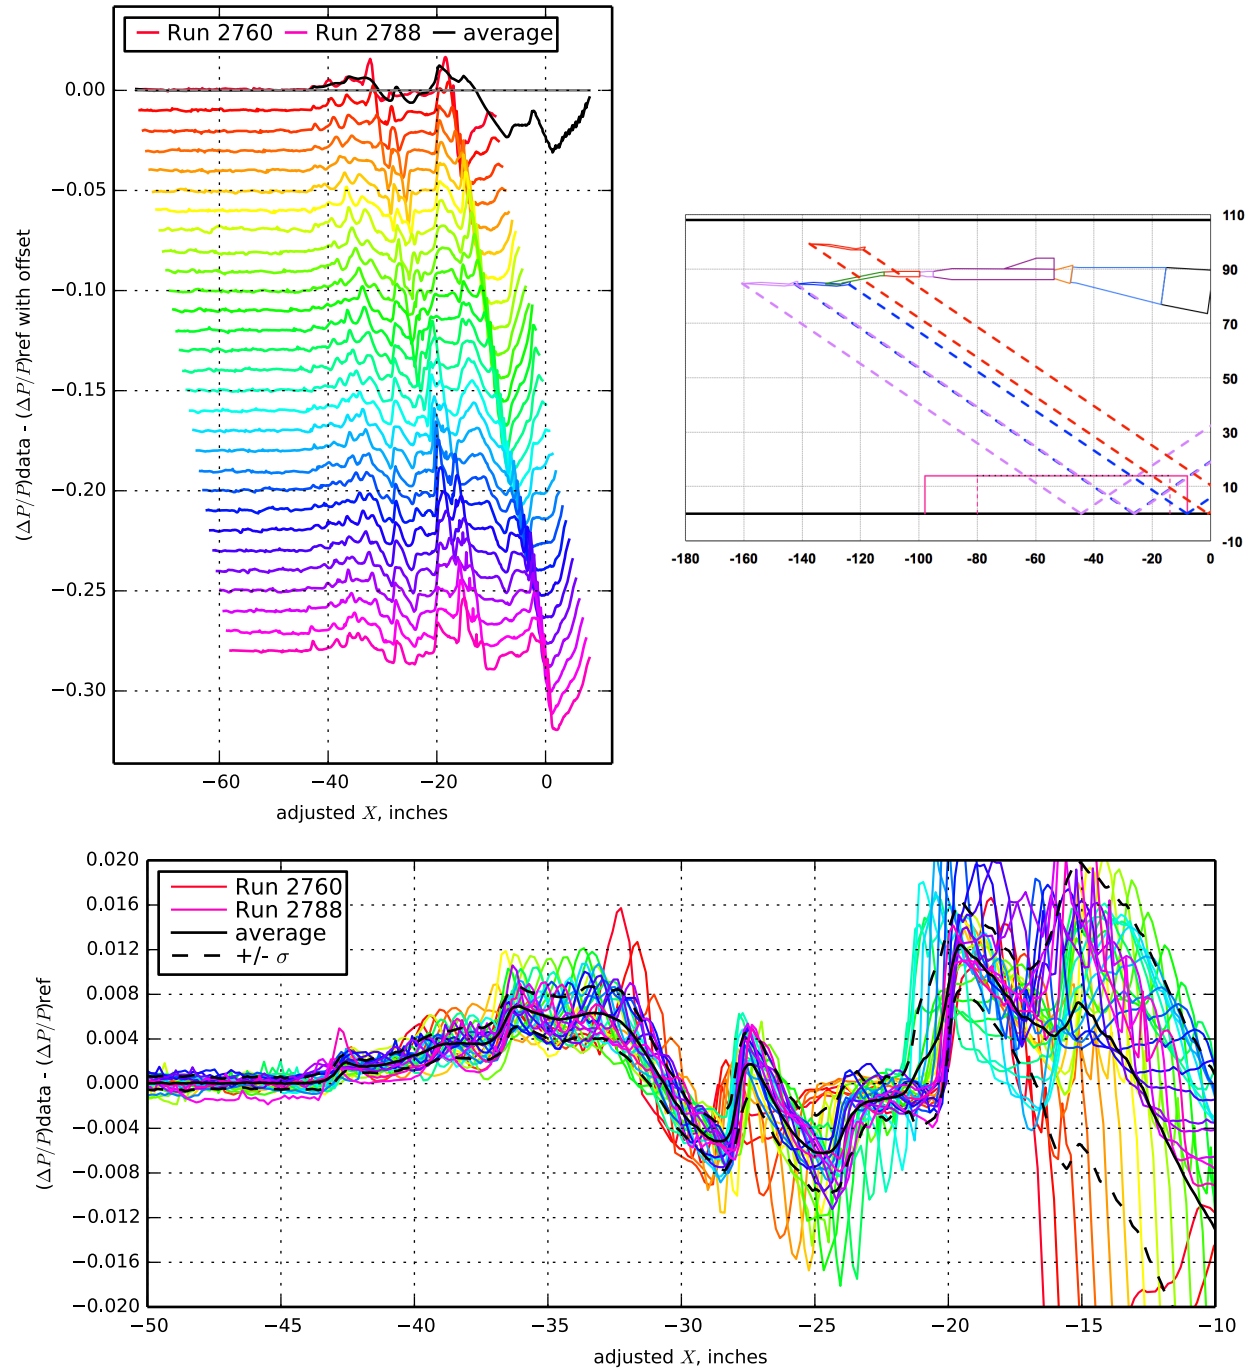 Run 2760 Run 2788 average
0.00
−0.05
−0.10
−0.15
−0.20
−0.25
−0.30
(ΔP/P)data - (ΔP/P)ref with offset
−60 −40 −20 0
adjusted X, inches
110
90
70
50
30
10
-10
-180 -160 -140 -120 -100 -80 -60 -40 -20 0
Run 2760
Run 2788
average
+/- σ
0.020
0.016
0.012
0.008
0.004
0.000
−0.004
−0.008
−0.012
−0.016
−0.020
(ΔP/P)data - (ΔP/P)ref
−50 −45 −40 −35 −30 −25 −20 −15 −10
adjusted X, inches